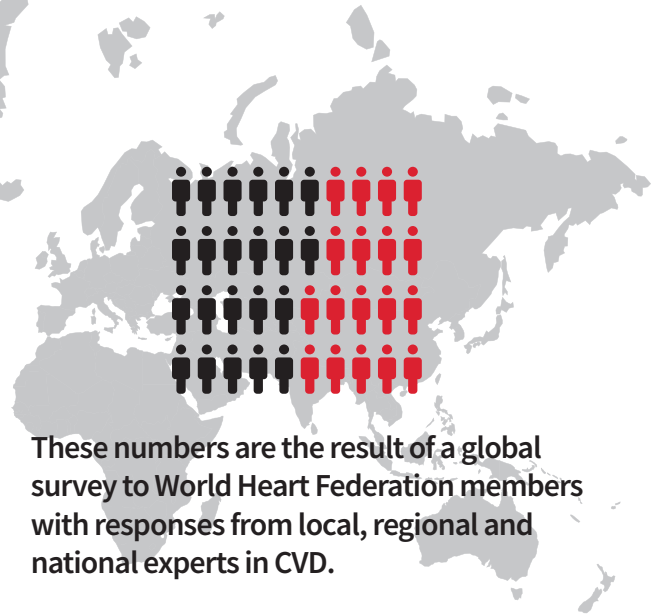 These numbers are the result of a global
survey to World Heart Federation members
with responses from local, regional and
national experts in CVD.